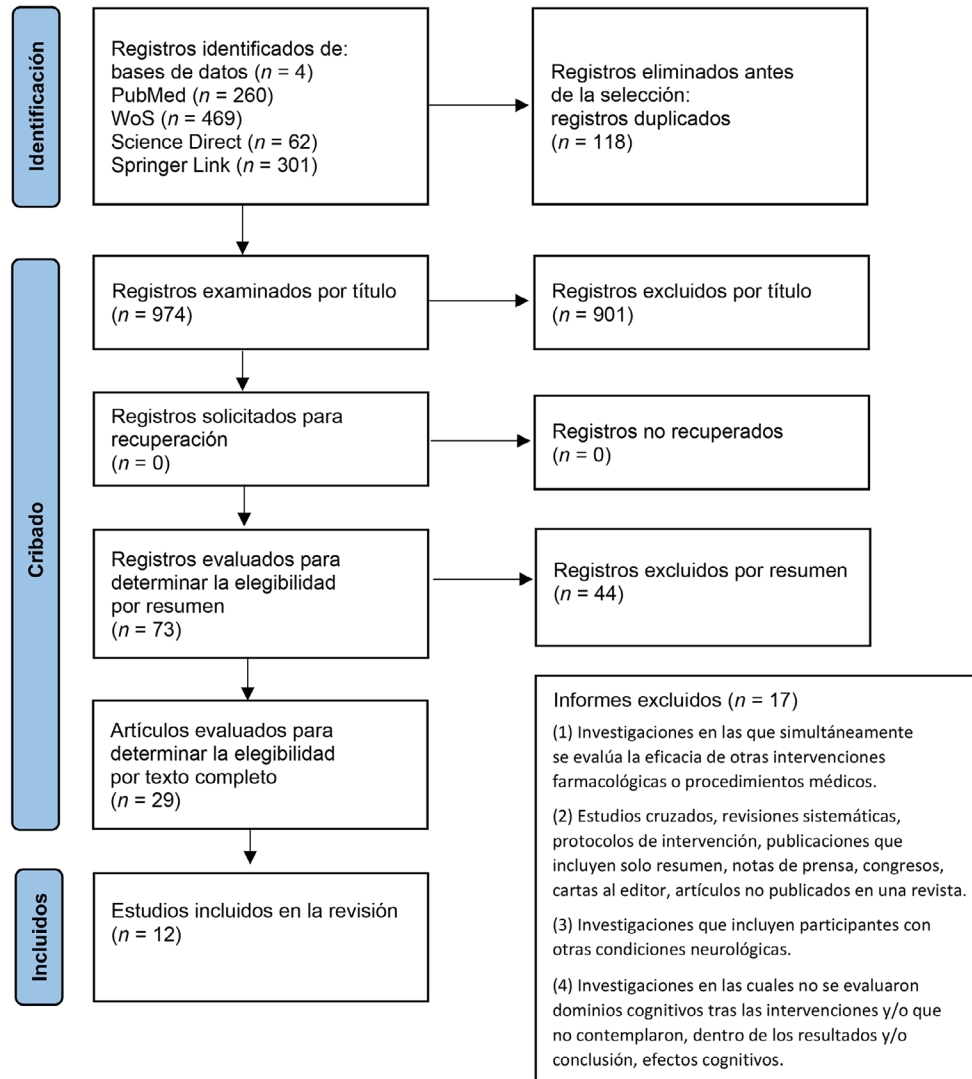 Identificación
Registros identificados de:
bases de datos (n = 4)
PubMed (n = 260)
WoS (n = 469)
Science Direct (n = 62)
Springer Link (n = 301)
Registros eliminados antes
de la selección:
registros duplicados
(n = 118)
Cribado
Registros examinados por título
(n = 974)
Registros excluidos por título
(n = 901)
Registros solicitados para
recuperación
(n = 0)
Registros no recuperados
(n = 0)
Registros evaluados para
determinar la elegibilidad
por resumen
(n = 73)
Registros excluidos por resumen
(n = 44)
Artículos evaluados para
determinar la elegibilidad
por texto completo
(n = 29)
Informes excluidos (n = 17)
(1) Investigaciones en las que simultáneamente
se evalúa la eficacia de otras intervenciones
farmacológicas o procedimientos médicos.
(2) Estudios cruzados, revisiones sistemáticas,
protocolos de intervención, publicaciones que
incluyen solo resumen, notas de prensa, congresos,
cartas al editor, artículos no publicados en una revista.
(3) Investigaciones que incluyen participantes con
otras condiciones neurológicas.
(4) Investigaciones en las cuales no se evaluaron
dominios cognitivos tras las intervenciones y/o que
no contemplaron, dentro de los resultados y/o
conclusión, efectos cognitivos.
Incluidos
Estudios incluidos en la revisión
(n = 12)